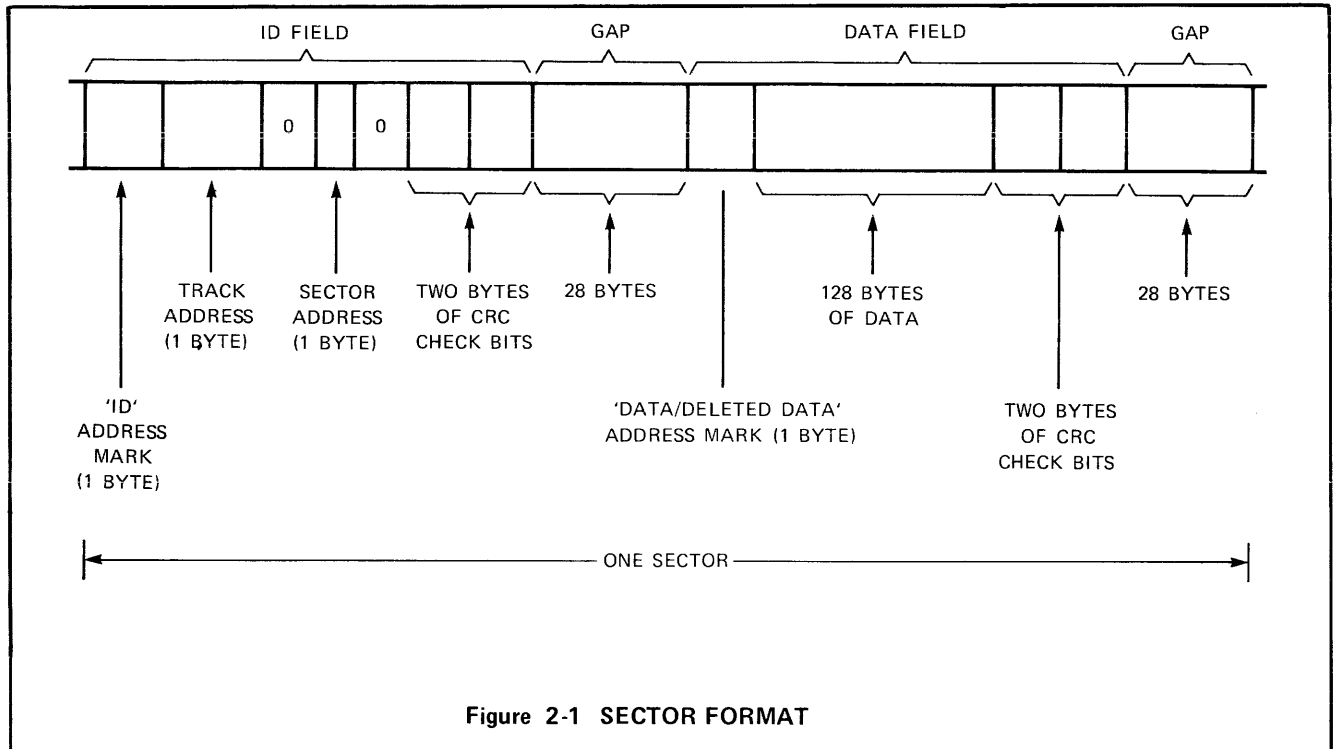 ID FIELD GAP DATA FIELD GAP
0 0
TRACK
ADDRESS
(1 BYTE)
SECTOR
ADDRESS
(1 BYTE)
TWO BYTES
OF CRC
CHECK BITS
28 BYTES
128 BYTES
OF DATA
28 BYTES
'ID'
ADDRESS
MARK
(1 BYTE)
'DATA/DELETED DATA'
ADDRESS MARK (1 BYTE)
TWO BYTES
OF CRC
CHECK BITS
ONE SECTOR
Figure 2-1 SECTOR FORMAT